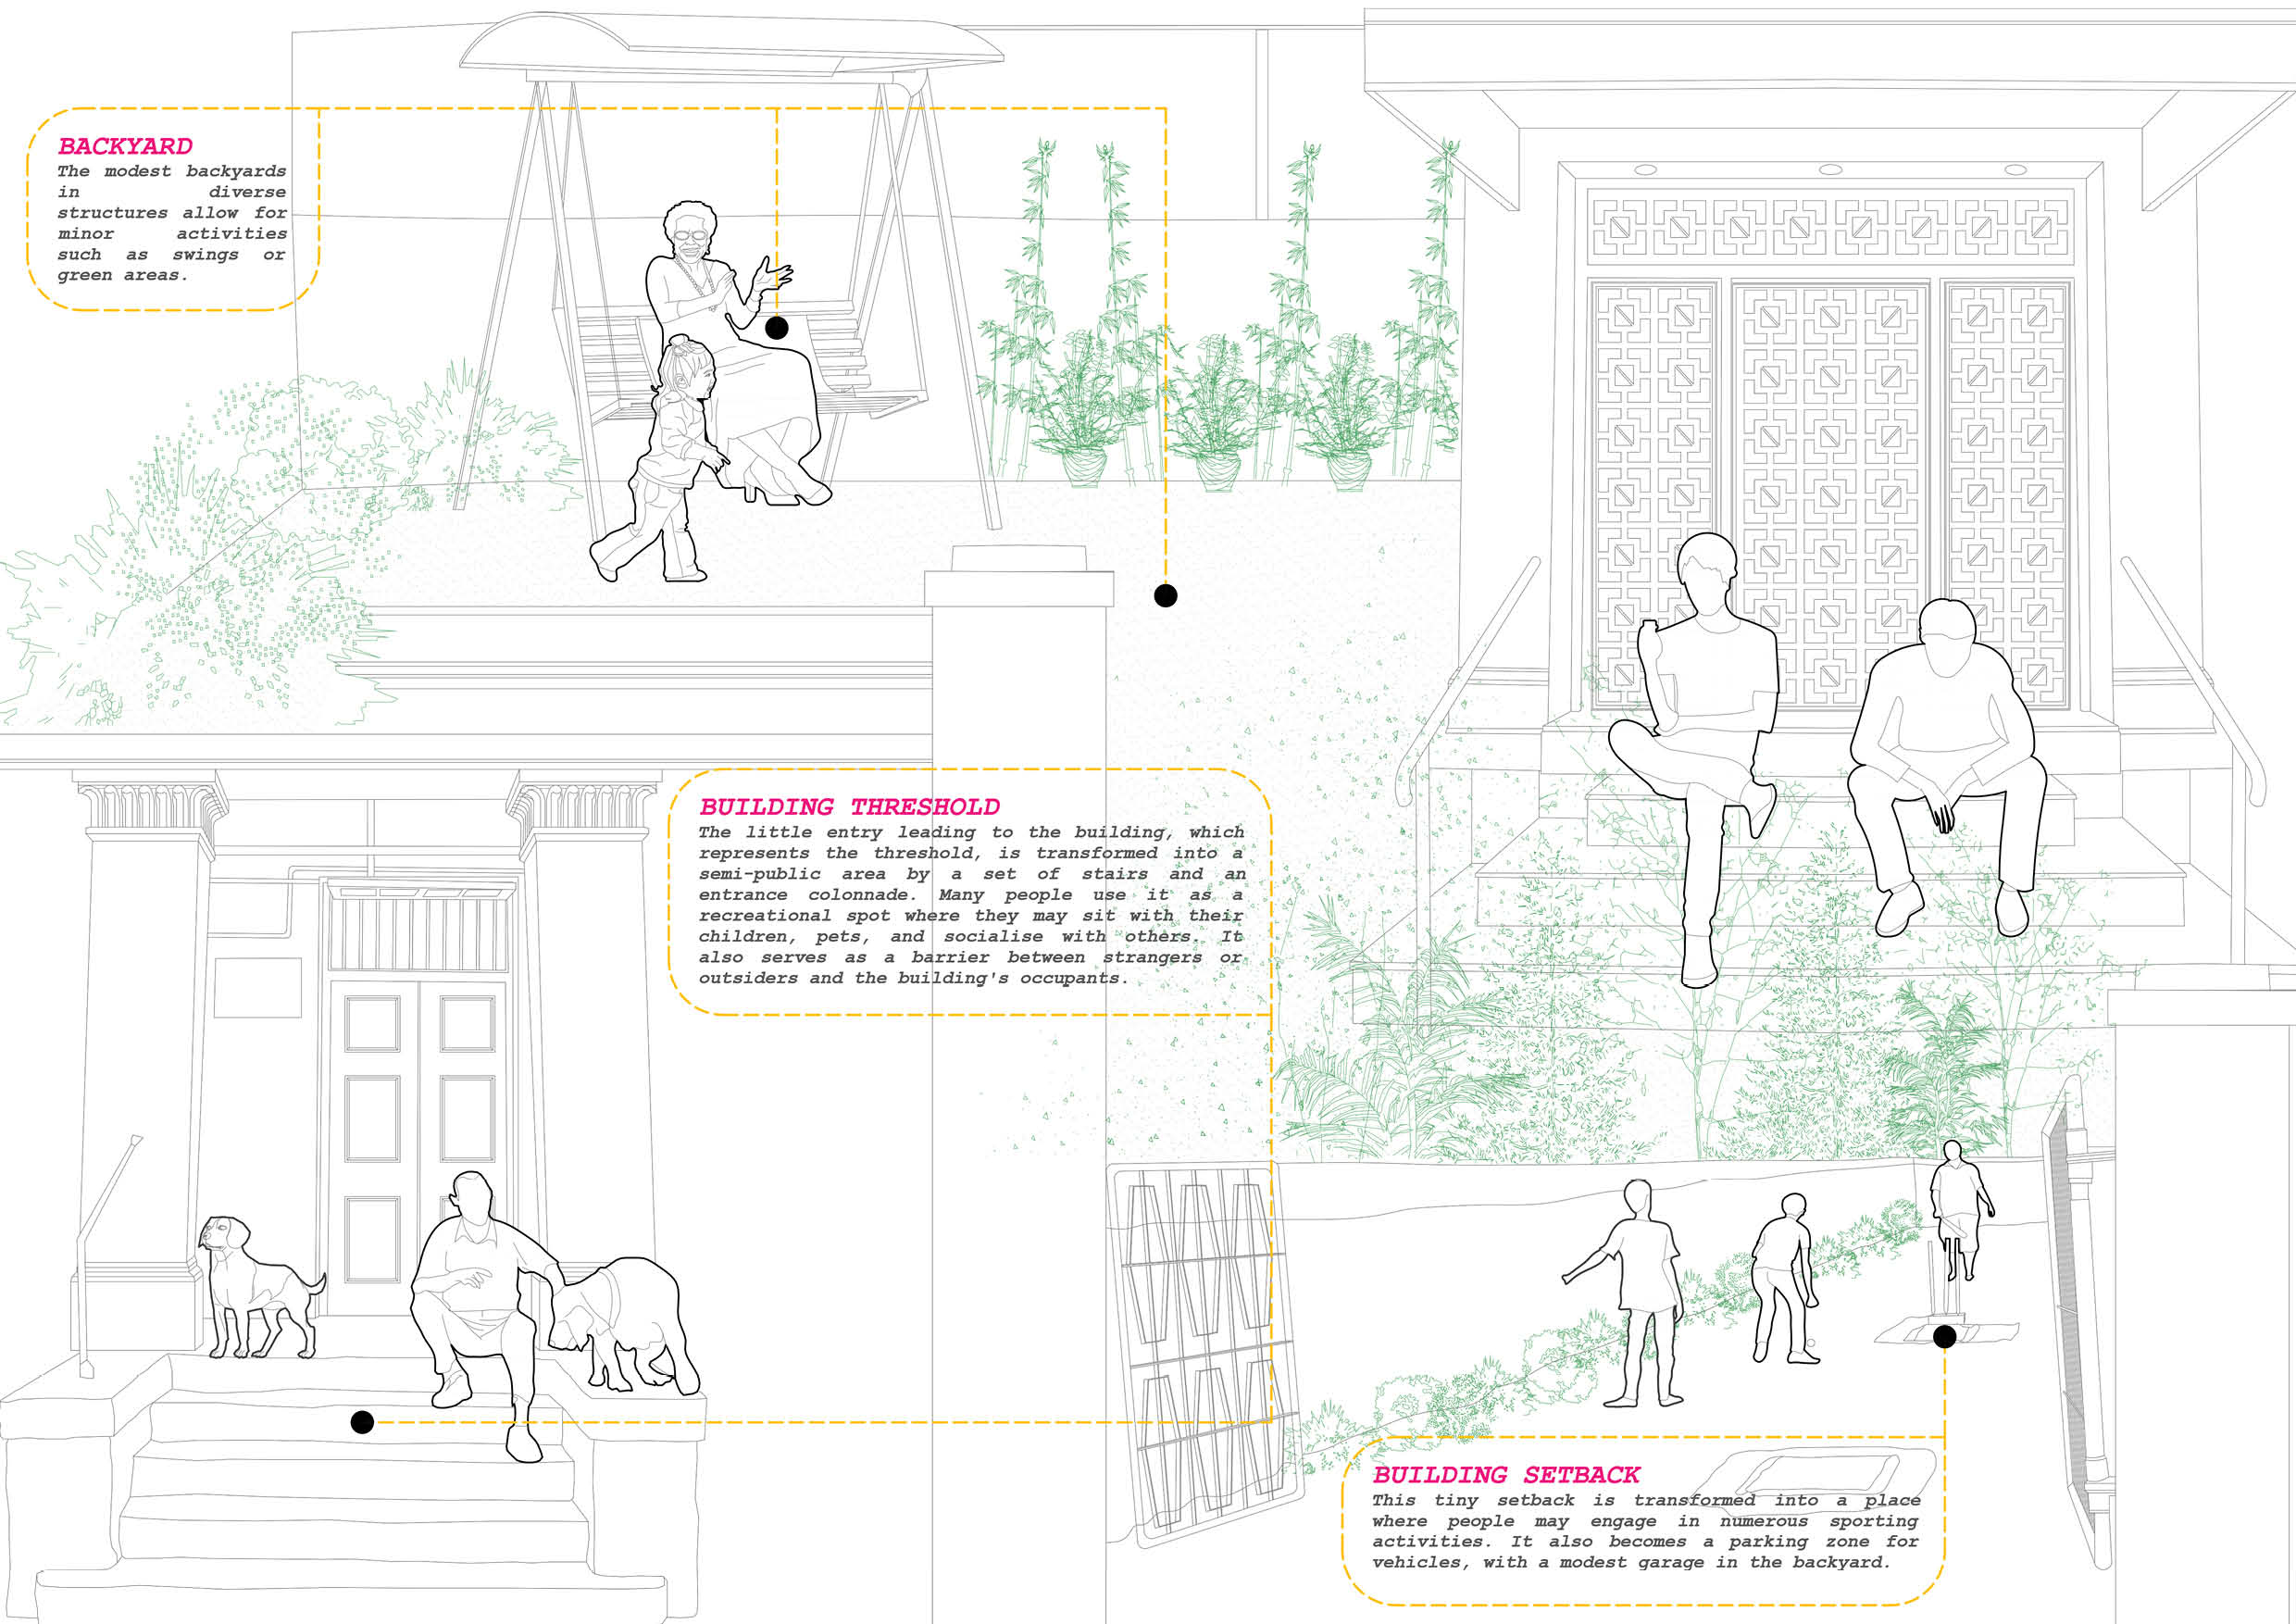 BACKYARD
The modest backyards
in diverse
structures allow for
minor activities
such as swings or
green areas.
BUILDING THRESHOLD
The little entry leading to the building, which
represents the threshold, is transformed into a
semi-public area by a set of stairs and an
entrance colonnade. Many people use it as a
recreational spot where they may sit with their
children, pets, and socialise with others. It
also serves as a barrier between strangers or
outsiders and the building's occupants.
BUILDING SETBACK
This tiny setback is transformed into a place
where people may engage in numerous sporting
activities. It also becomes a parking zone for
vehicles, with a modest garage in the backyard.